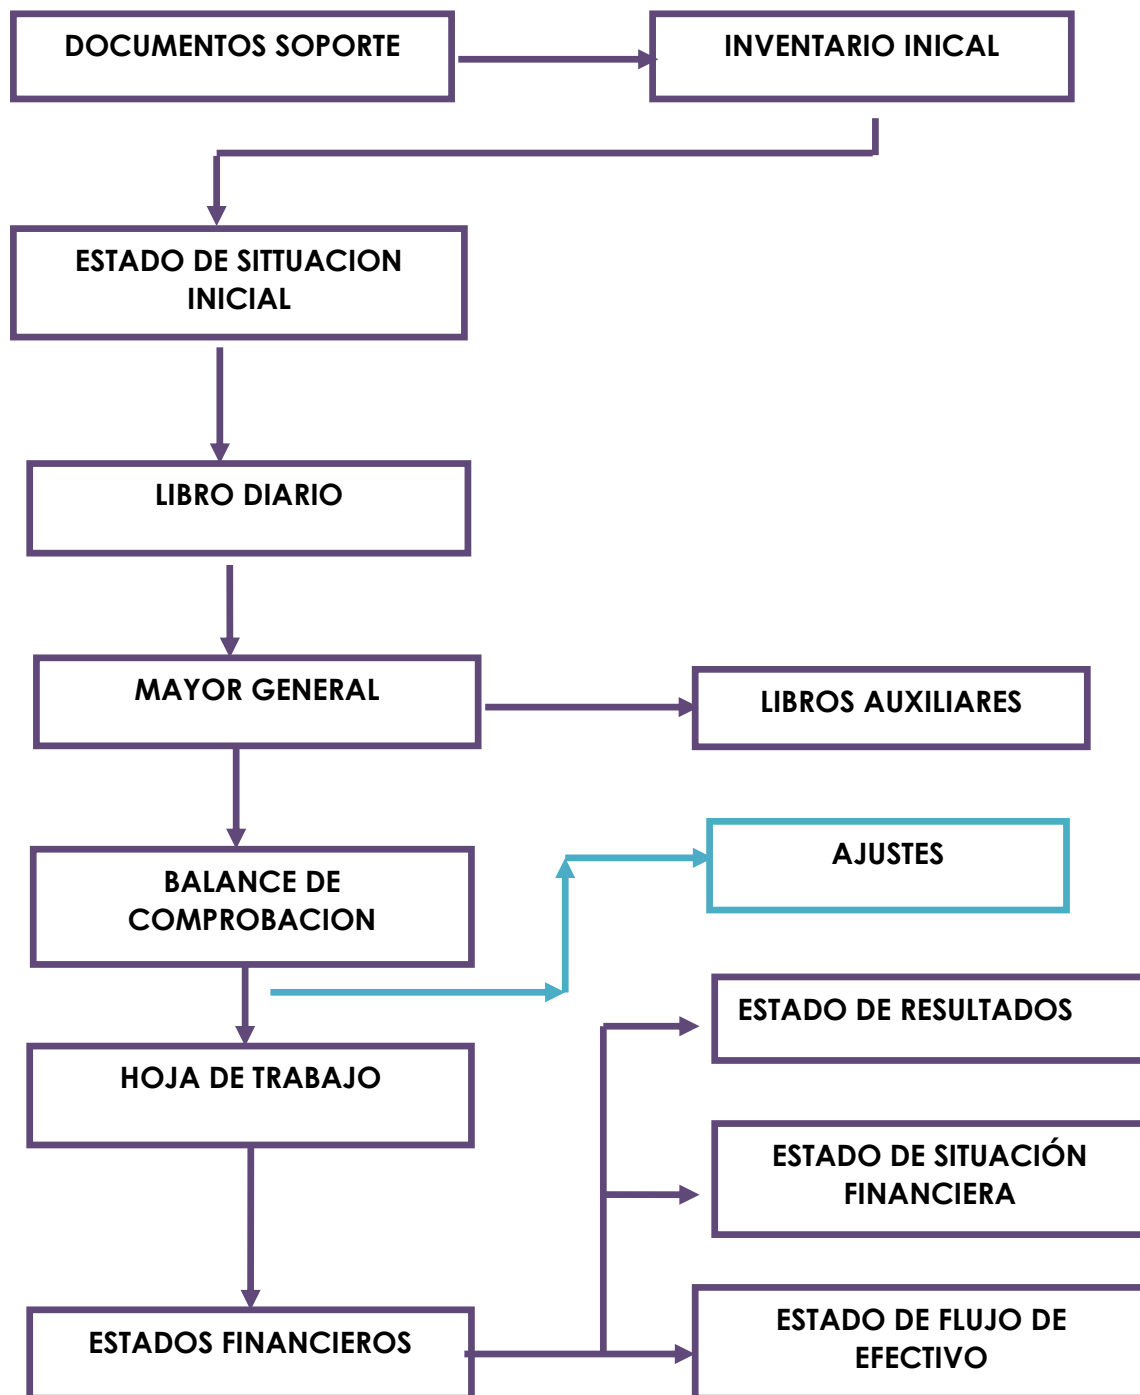 DOCUMENTOS SOPORTE
INVENTARIO INICAL
ESTADO DE SITTUACION
INICIAL
LIBRO DIARIO
MAYOR GENERAL
LIBROS AUXILIARES
AJUSTES
BALANCE DE
COMPROBACION
ESTADO DE RESULTADOS
HOJA DE TRABAJO
ESTADO DE SITUACIÓN
FINANCIERA
ESTADOS FINANCIEROS
ESTADO DE FLUJO DE
EFECTIVO